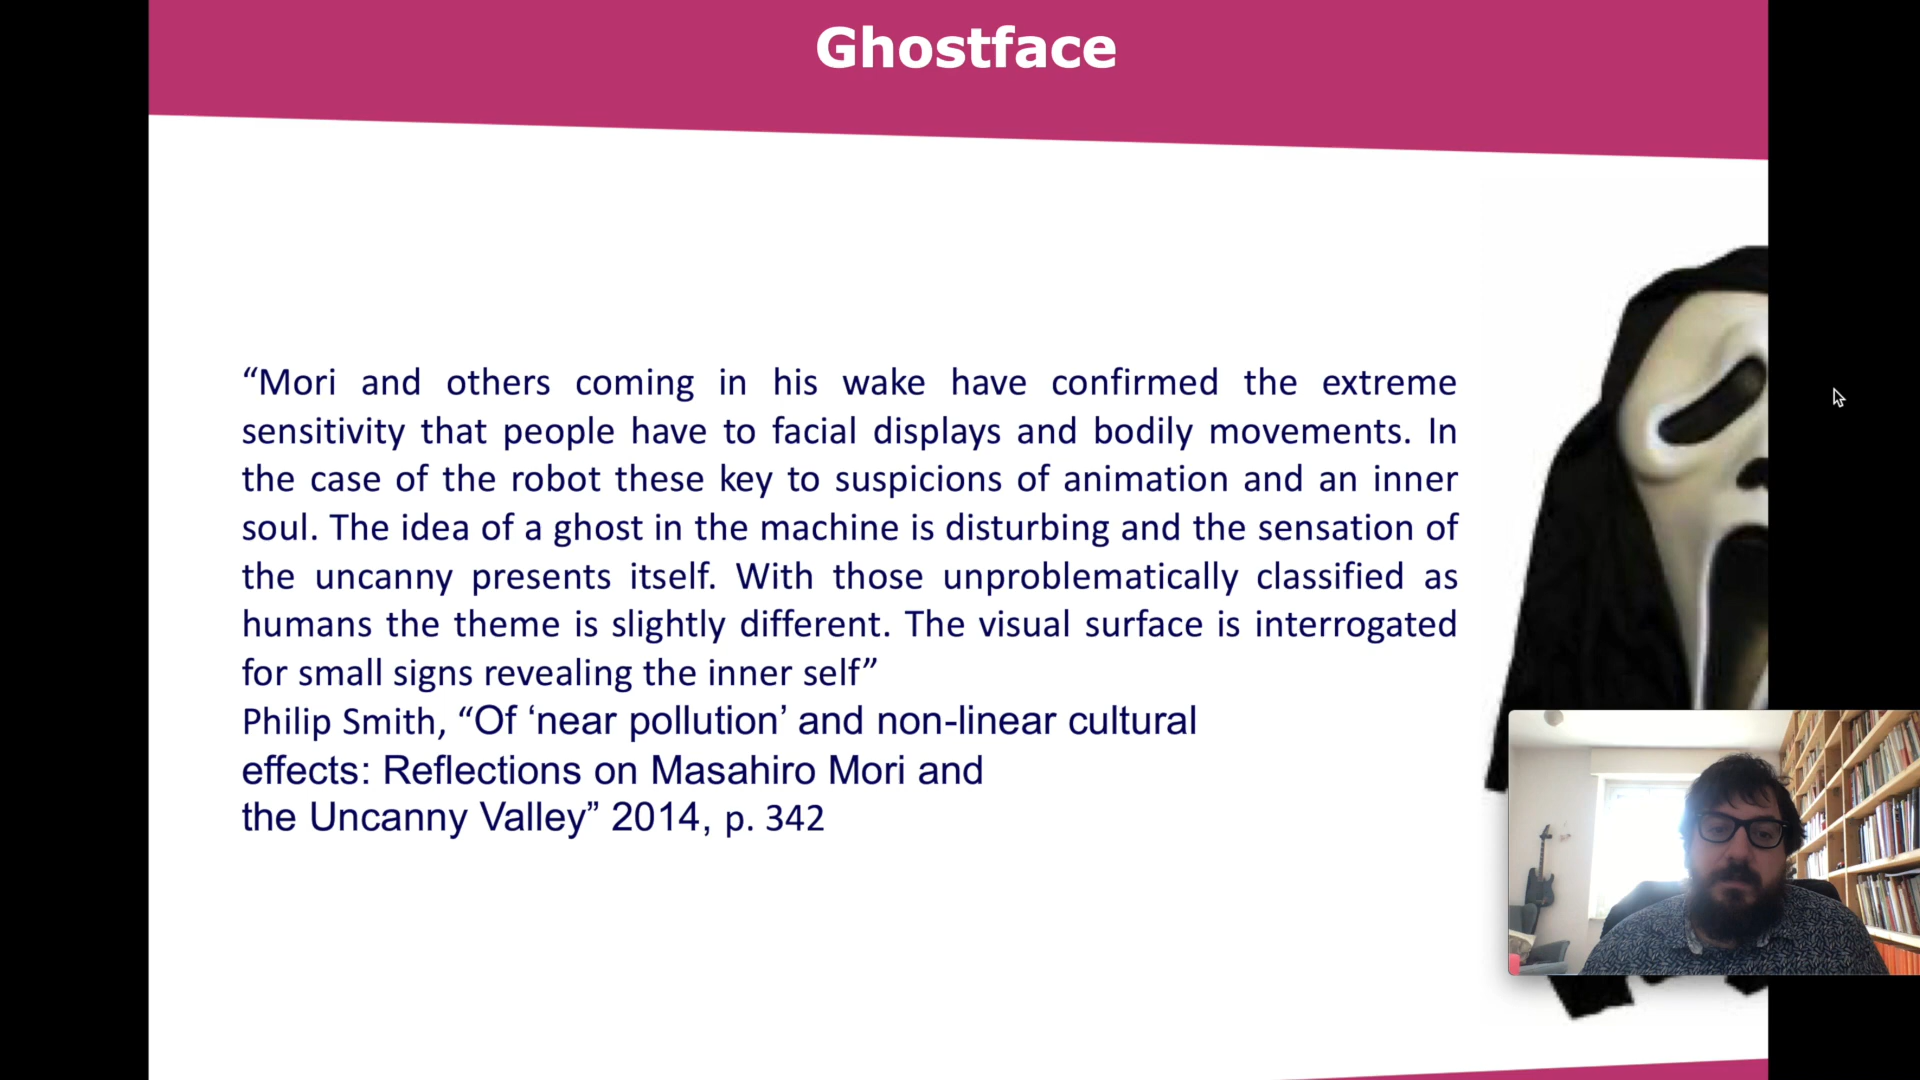 Ghostface
“Mori and others coming in his wake have confirmed the extreme
sensitivity that people have to facial displays and bodily movements. In
the case of the robot these key to suspicions of animation and an inner
soul. The idea of a ghost in the machine is disturbing and the sensation of
the uncanny presents itself. With those unproblematically classified as
humans the theme is slightly different. The visual surface is interrogated
for small signs revealing the inner self”
Philip Smith, “Of ‘near pollution’ and non-linear cultural
effects: Reflections on Masahiro Mori and
the Uncanny Valley” 2014, p. 342